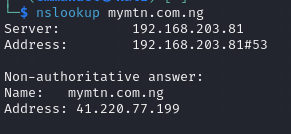 └─$ nslookup mymtn.com.ng
Server:         192.168.203.81
Address:        192.168.203.81#53

Non-authoritative answer:
Name:   mymtn.com.ng
Address: 41.220.77.199